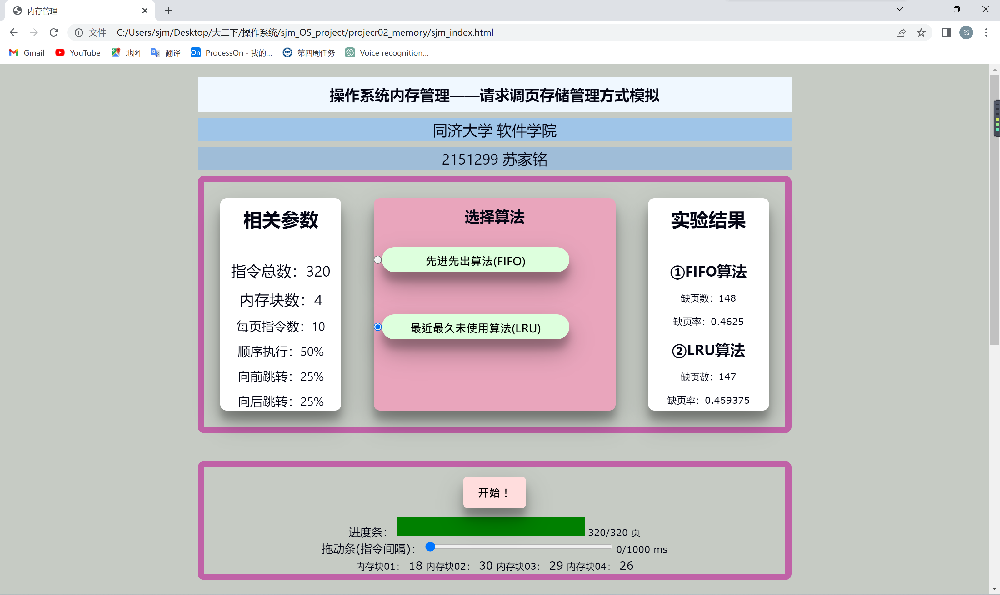 内存管理
文件 C:/Users/sjm/Desktop/大二下/操作系统/sjm_OS_project/projecr02_memory/sjm_index.html
铭
Gmail YouTube 地图 翻译 On ProcessOn - 我的... 第四周任务 Voice recognition...
操作系统内存管理——请求调页存储管理方式模拟
同济大学 软件学院
2151299 苏家铭
相关参数
指令总数：320
内存块数：4
每页指令数：10
顺序执行：50%
向前跳转：25%
向后跳转：25%
选择算法
先进先出算法(FIFO)
最近最久未使用算法(LRU)
实验结果
①FIFO算法
缺页数：148
缺页率：0.4625
②LRU算法
缺页数：147
缺页率：0.459375
开始！
进度条： 320/320 页
拖动条(指令间隔)： 0/1000 ms
内存块01： 18 内存块02： 30 内存块03： 29 内存块04： 26